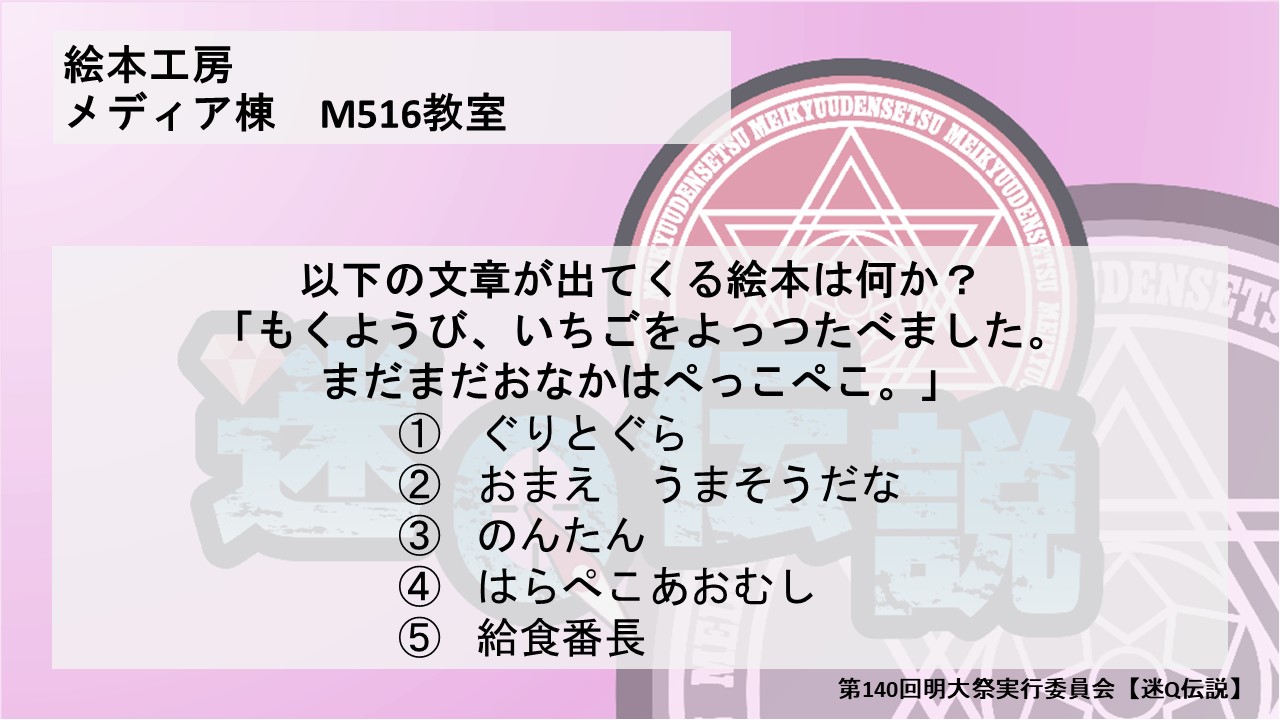 絵本工房
メディア棟　M516教室
MEIKYUUDENSETSU MEIKYUUDENSETSU MEIKYUUDENSETSU
以下の文章が出てくる絵本は何か？
「もくようび、いちごをよっつたべました。
まだまだおなかはぺっこぺこ。」
①　ぐりとぐら
②　おまえ　うまそうだな
③　のんたん
④　はらぺこあおむし
⑤　給食番長
迷Q伝説
第140回明大祭実行委員会【迷Q伝説】